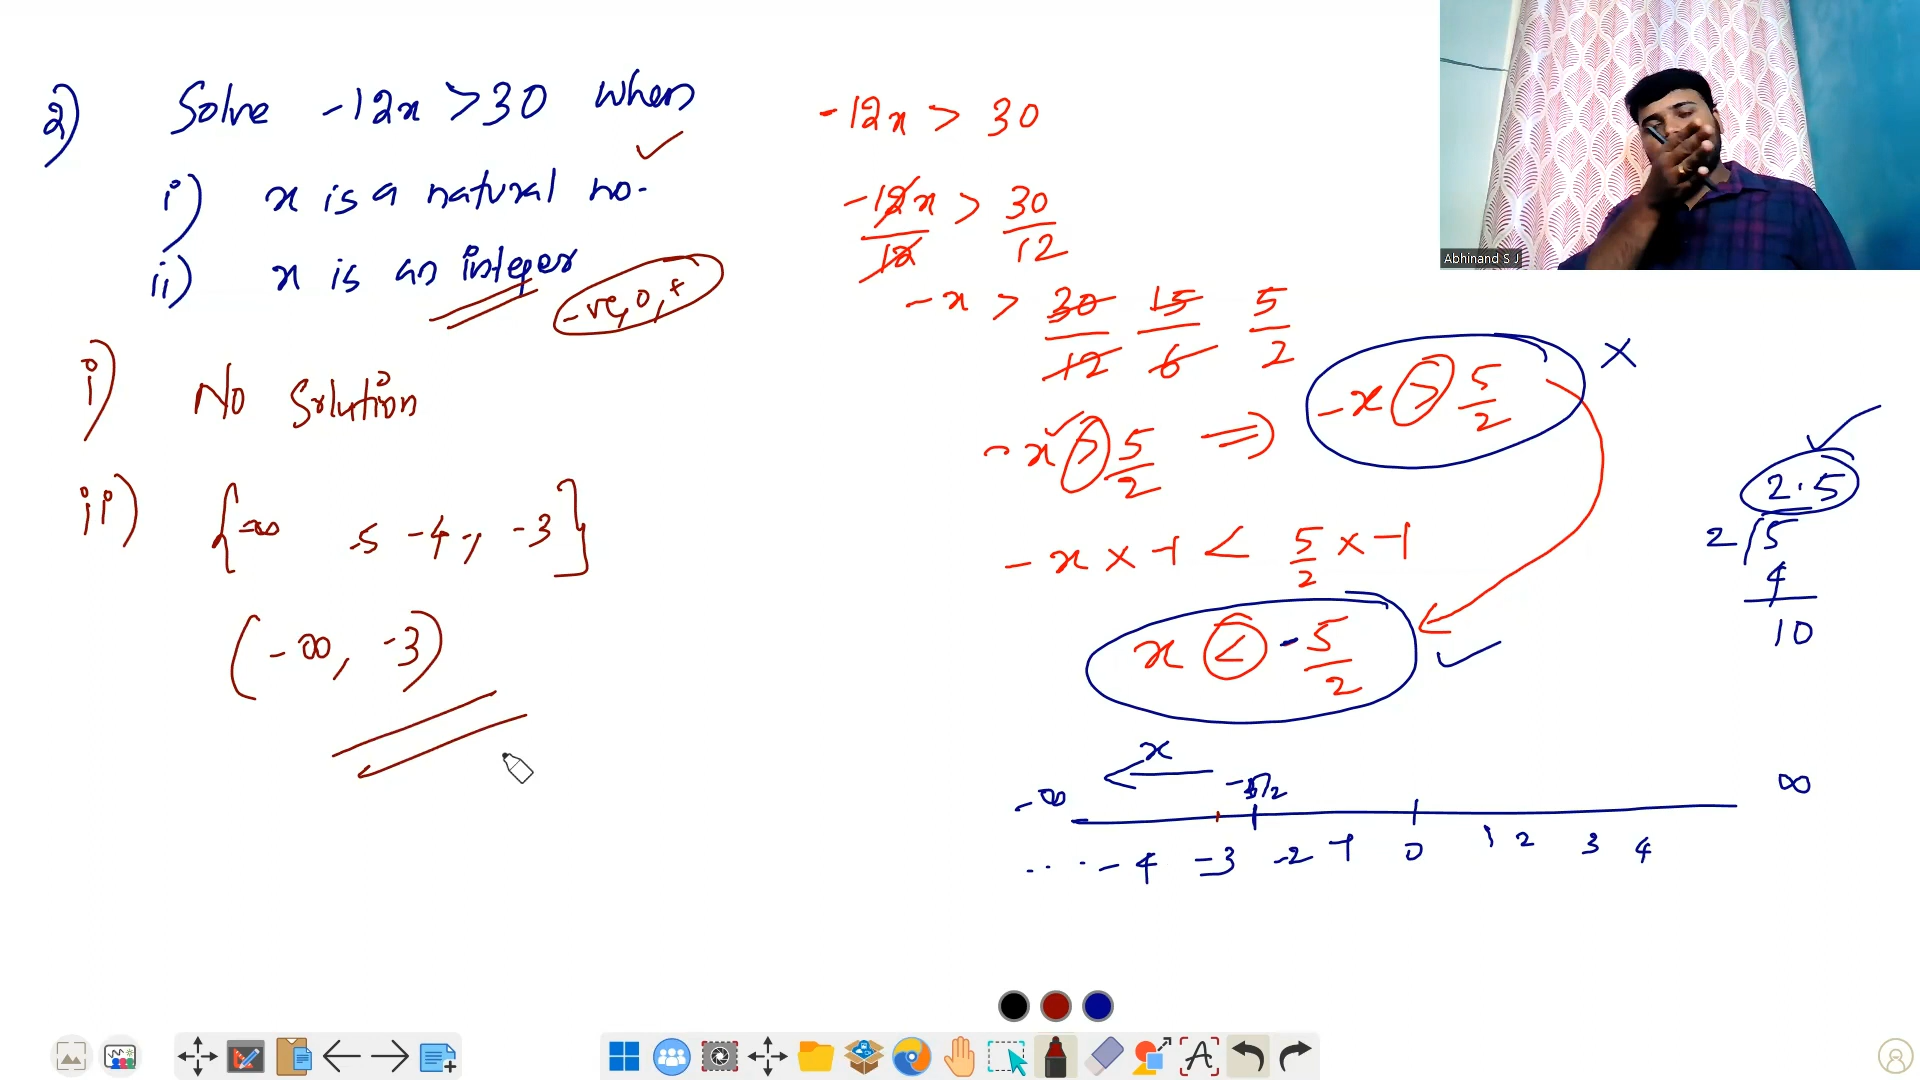 2) Solve -12x > 30 when
i) x is a natural no.
ii) x is an integer
-ve, 0, +
i) No Solution
ii) {-∞ -5 -4, -3}
(-∞, -3)
-12x > 30
-12x/12 > 30/12
-x > 30/12 15/6 5/2
-x > 5/2 ⇒ -x > 5/2 ×
-x × -1 < 5/2 × -1
x < -5/2
2.5
2 ) 5
4
10
x
-∞ -5/2 ∞
.... -4 -3 -2 -1 0 1 2 3 4
Abhinand S J